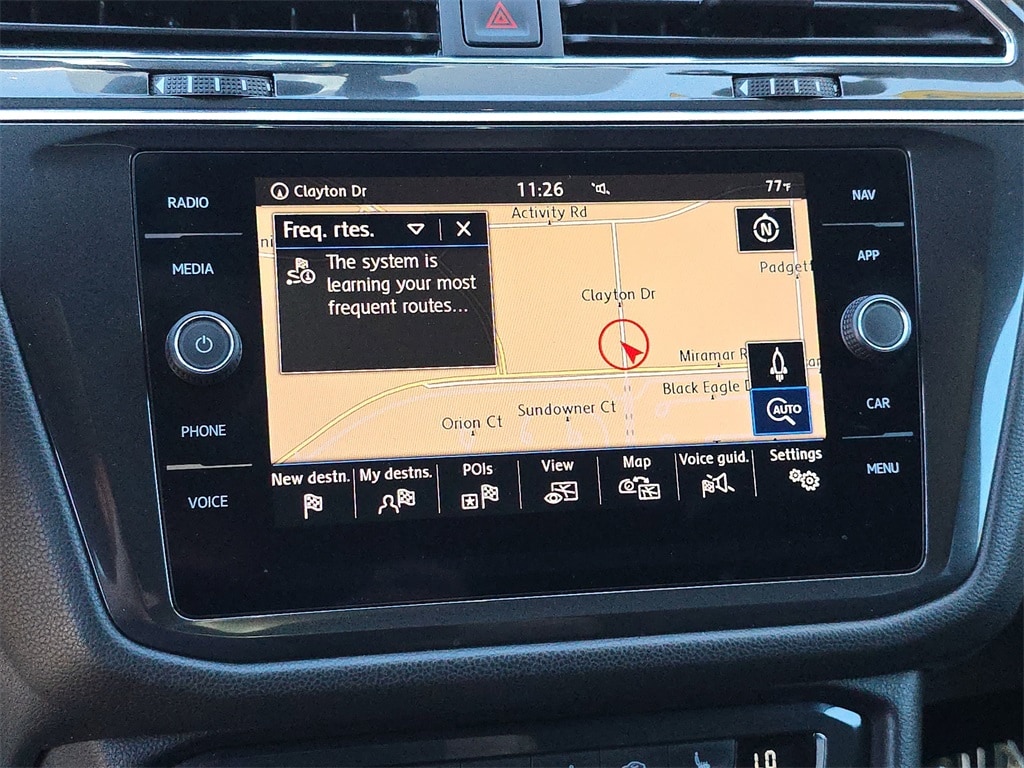 RADIO
MEDIA
PHONE
VOICE
Clayton Dr
11:26
77°F
Freq. rtes.
The system is
learning your most
frequent routes...
Activity Rd
N
Clayton Dr
Miramar R
Black Eagle D
Sundowner Ct
Orion Ct
AUTO
New destn.
My destns.
POIs
View
Map
Voice guid.
Settings
NAV
APP
CAR
MENU